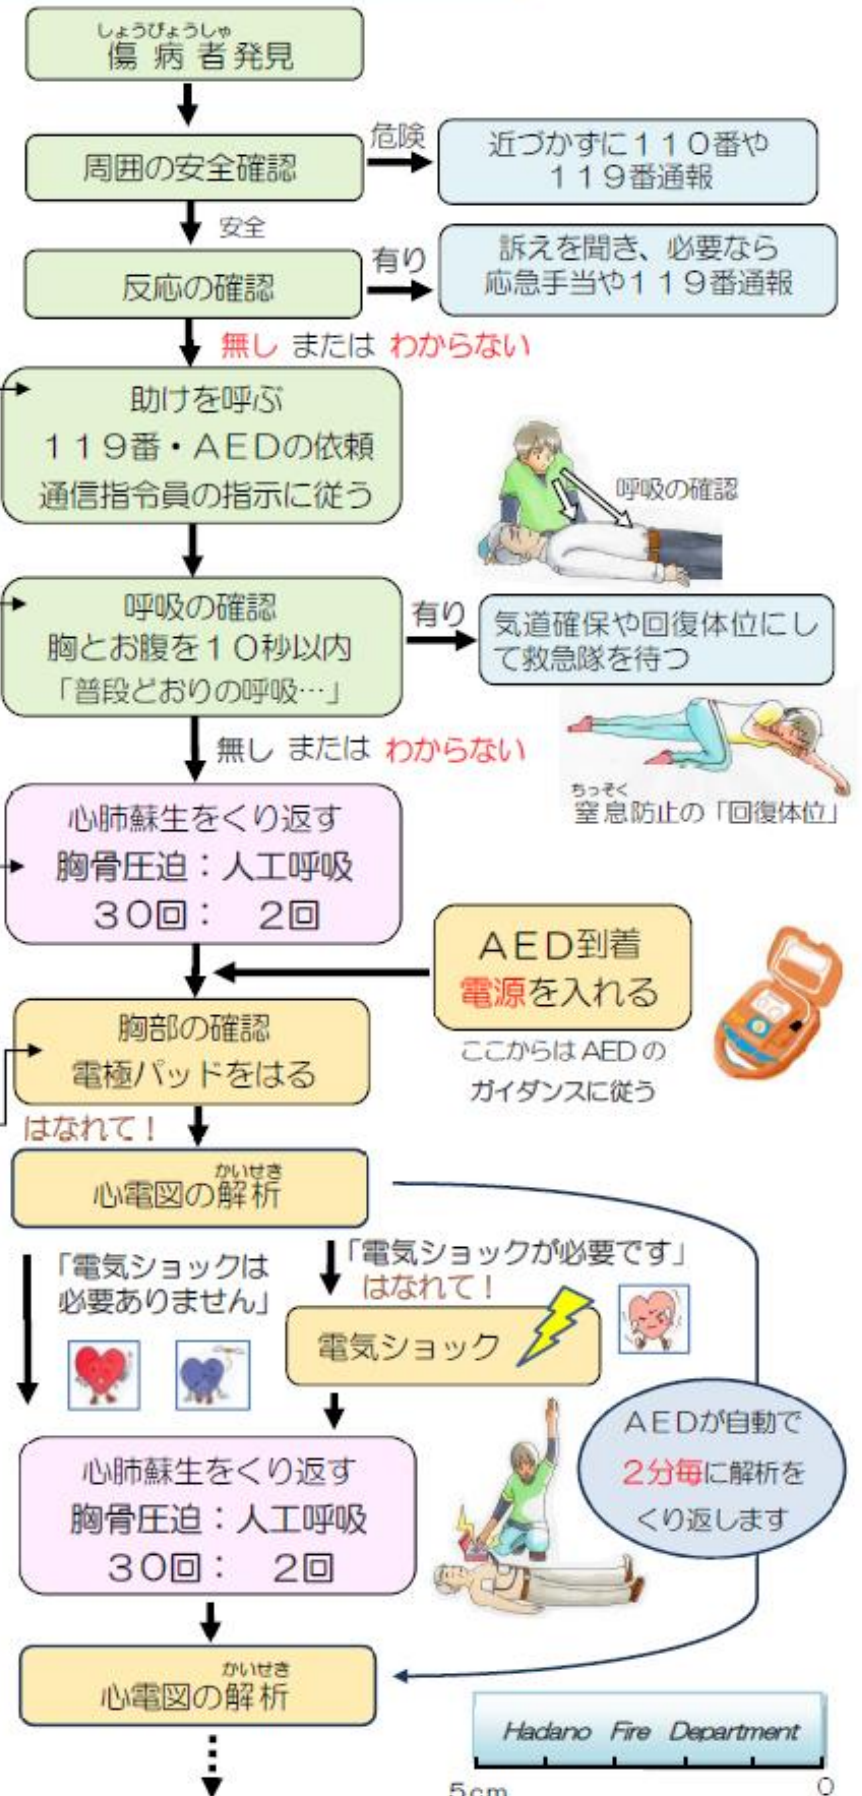 しょうびょうしゃ
傷病者発見
周囲の安全確認
危険
近づかずに１１０番や
１１９番通報
安全
反応の確認
有り
訴えを聞き、必要なら
応急手当や１１９番通報
無し または わからない
助けを呼ぶ
１１９番・ＡＥＤの依頼
通信指令員の指示に従う
呼吸の確認
呼吸の確認
胸とお腹を１０秒以内
「普段どおりの呼吸…」
有り
気道確保や回復体位にし
て救急隊を待つ
無し または わからない
ちっそく
窒息防止の「回復体位」
心肺蘇生をくり返す
胸骨圧迫：人工呼吸
３０回：　２回
ＡＥＤ到着
電源を入れる
ここからは AED の
ガイダンスに従う
胸部の確認
電極パッドをはる
はなれて！
かいせき
心電図の解析
「電気ショックは
必要ありません」
「電気ショックが必要です」
はなれて！
電気ショック
ＡＥＤが自動で
２分毎に解析を
くり返します
心肺蘇生をくり返す
胸骨圧迫：人工呼吸
３０回：　２回
かいせき
心電図の解析
Hadano Fire Department
5cm
0